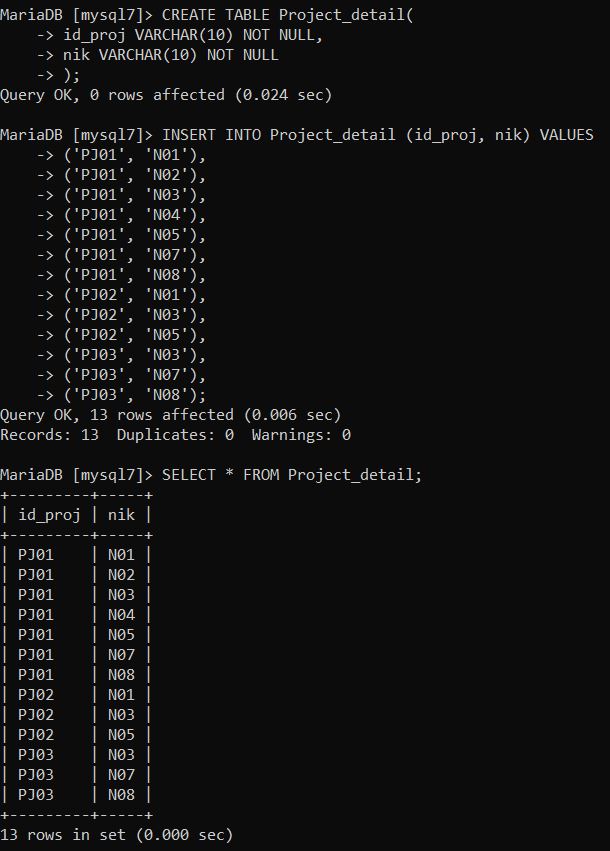 MariaDB [mysql7]> CREATE TABLE Project_detail(
    -> id_proj VARCHAR(10) NOT NULL,
    -> nik VARCHAR(10) NOT NULL
    -> );
Query OK, 0 rows affected (0.024 sec)
MariaDB [mysql7]> INSERT INTO Project_detail (id_proj, nik) VALUES
    -> ('PJ01', 'N01'),
    -> ('PJ01', 'N02'),
    -> ('PJ01', 'N03'),
    -> ('PJ01', 'N04'),
    -> ('PJ01', 'N05'),
    -> ('PJ01', 'N07'),
    -> ('PJ01', 'N08'),
    -> ('PJ02', 'N01'),
    -> ('PJ02', 'N03'),
    -> ('PJ02', 'N05'),
    -> ('PJ03', 'N03'),
    -> ('PJ03', 'N07'),
    -> ('PJ03', 'N08');
Query OK, 13 rows affected (0.006 sec)
Records: 13  Duplicates: 0  Warnings: 0
MariaDB [mysql7]> SELECT * FROM Project_detail;
+---------+-----+
| id_proj | nik |
+---------+-----+
| PJ01    | N01 |
| PJ01    | N02 |
| PJ01    | N03 |
| PJ01    | N04 |
| PJ01    | N05 |
| PJ01    | N07 |
| PJ01    | N08 |
| PJ02    | N01 |
| PJ02    | N03 |
| PJ02    | N05 |
| PJ03    | N03 |
| PJ03    | N07 |
| PJ03    | N08 |
+---------+-----+
13 rows in set (0.000 sec)